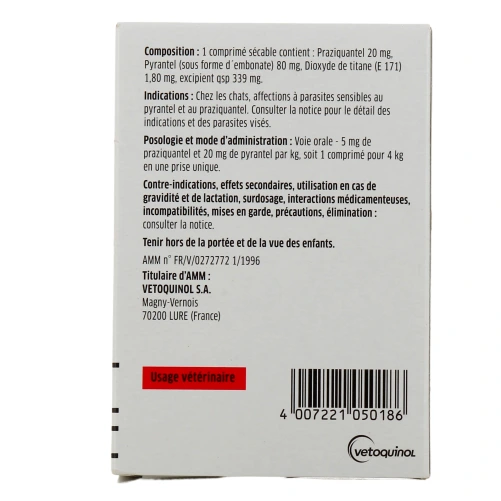 Composition : 1 comprimé sécable contient : Praziquantel 20 mg,
Pyrantel (sous forme d'embonate) 80 mg, Dioxyde de titane (E 171)
1,80 mg, excipient qsp 339 mg.
Indications : Chez les chats, affections à parasites sensibles au
pyrantel et au praziquantel. Consulter la notice pour le détail des
indications et des parasites visés.
Posologie et mode d'administration : Voie orale - 5 mg de
praziquantel et 20 mg de pyrantel par kg, soit 1 comprimé pour 4 kg
en une prise unique.
Contre-indications, effets secondaires, utilisation en cas de
gravidité et de lactation, surdosage, interactions médicamenteuses,
incompatibilités, mises en garde, précautions, élimination :
consulter la notice.
Tenir hors de la portée et de la vue des enfants.
AMM n° FR/V/0272772 1/1996
Titulaire d'AMM :
VETOQUINOL S.A.
Magny-Vernois
70200 LURE (France)
Usage vétérinaire
4 007221 050186
vetoquinol